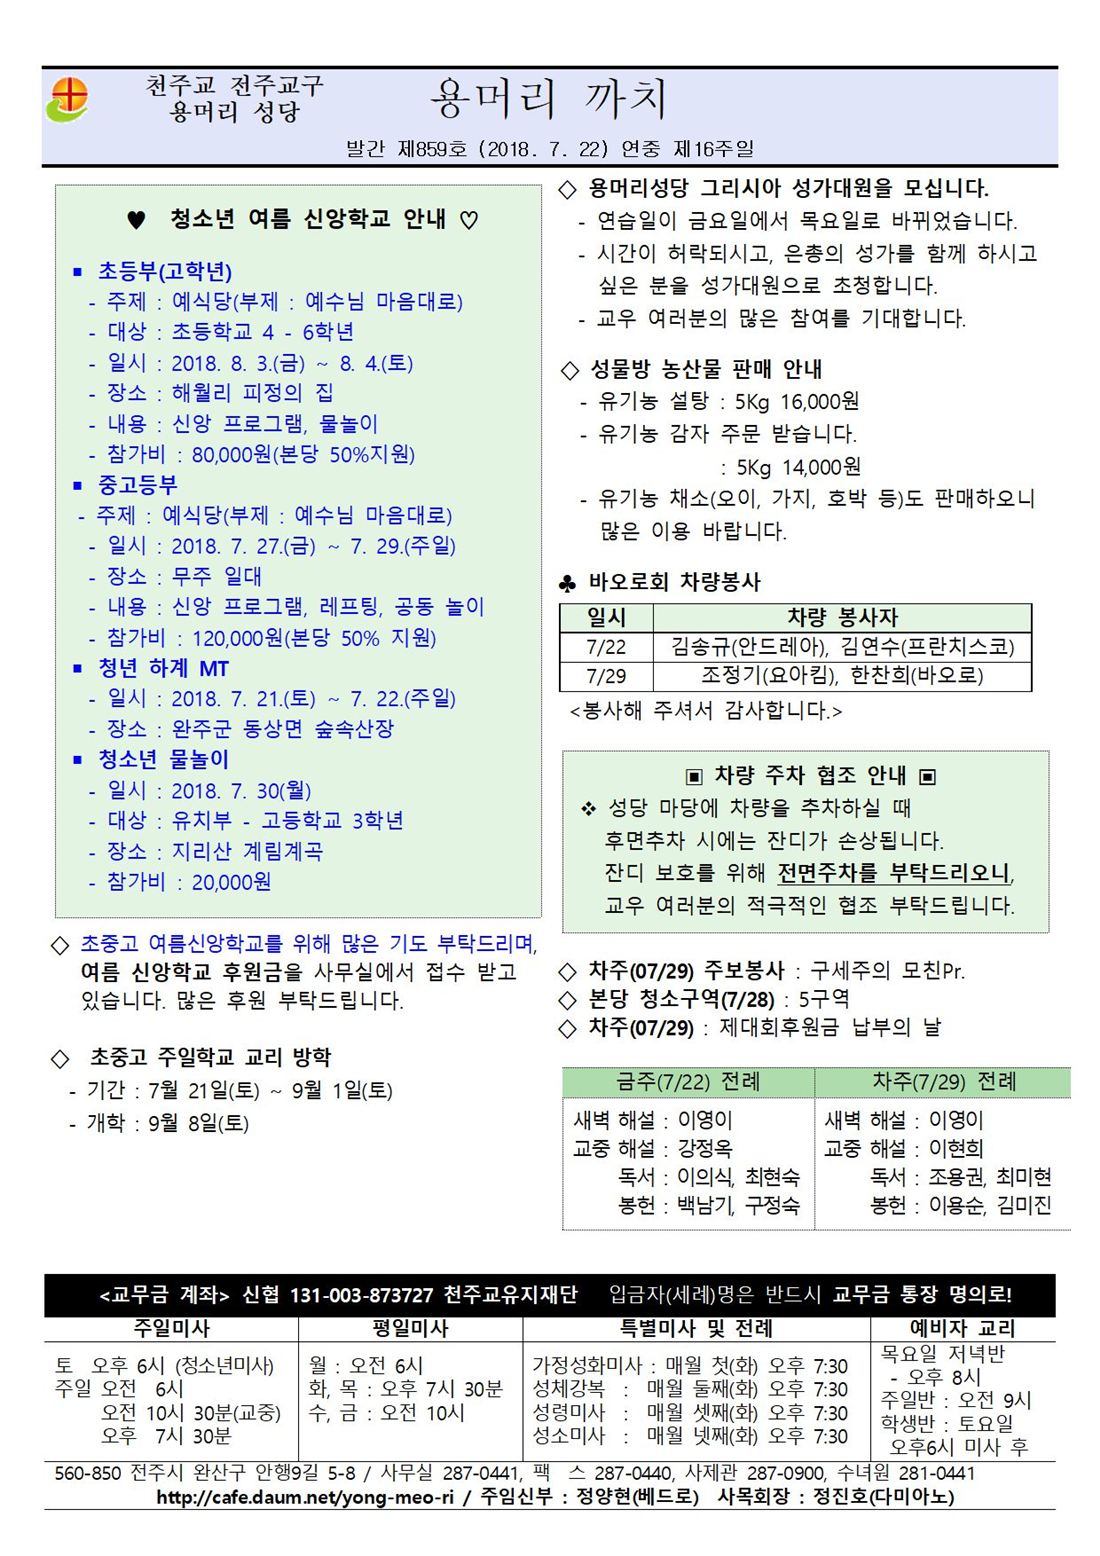 천주교 전주교구
용머리 성당
용머리 까치
발간 제859호 (2018. 7. 22) 연중 제16주일
♥ 청소년 여름 신앙학교 안내 ♡
▪ 초등부(고학년)
- 주제 : 예식당(부제 : 예수님 마음대로)
- 대상 : 초등학교 4 - 6학년
- 일시 : 2018. 8. 3.(금) ~ 8. 4.(토)
- 장소 : 해월리 피정의 집
- 내용 : 신앙 프로그램, 물놀이
- 참가비 : 80,000원(본당 50%지원)
▪ 중고등부
- 주제 : 예식당(부제 : 예수님 마음대로)
- 일시 : 2018. 7. 27.(금) ~ 7. 29.(주일)
- 장소 : 무주 일대
- 내용 : 신앙 프로그램, 레프팅, 공동 놀이
- 참가비 : 120,000원(본당 50% 지원)
▪ 청년 하계 MT
- 일시 : 2018. 7. 21.(토) ~ 7. 22.(주일)
- 장소 : 완주군 동상면 숲속산장
▪ 청소년 물놀이
- 일시 : 2018. 7. 30(월)
- 대상 : 유치부 - 고등학교 3학년
- 장소 : 지리산 계림계곡
- 참가비 : 20,000원
◇ 초중고 여름신앙학교를 위해 많은 기도 부탁드리며,
여름 신앙학교 후원금을 사무실에서 접수 받고
있습니다. 많은 후원 부탁드립니다.
◇ 초중고 주일학교 교리 방학
- 기간 : 7월 21일(토) ~ 9월 1일(토)
- 개학 : 9월 8일(토)
◇ 용머리성당 그리시아 성가대원을 모십니다.
- 연습일이 금요일에서 목요일로 바뀌었습니다.
- 시간이 허락되시고, 은총의 성가를 함께 하시고
싶은 분을 성가대원으로 초청합니다.
- 교우 여러분의 많은 참여를 기대합니다.
◇ 성물방 농산물 판매 안내
- 유기농 설탕 : 5Kg 16,000원
- 유기농 감자 주문 받습니다.
: 5Kg 14,000원
- 유기농 채소(오이, 가지, 호박 등)도 판매하오니
많은 이용 바랍니다.
♣ 바오로회 차량봉사
일시 차량 봉사자
7/22 김송규(안드레아), 김연수(프란치스코)
7/29 조정기(요아킴), 한찬희(바오로)
<봉사해 주셔서 감사합니다.>
▣ 차량 주차 협조 안내 ▣
❖ 성당 마당에 차량을 추차하실 때
후면추차 시에는 잔디가 손상됩니다.
잔디 보호를 위해 전면주차를 부탁드리오니,
교우 여러분의 적극적인 협조 부탁드립니다.
◇ 차주(07/29) 주보봉사 : 구세주의 모친Pr.
◇ 본당 청소구역(7/28) : 5구역
◇ 차주(07/29) : 제대회후원금 납부의 날
금주(7/22) 전례 차주(7/29) 전례
새벽 해설 : 이영이 새벽 해설 : 이영이
교중 해설 : 강정옥 교중 해설 : 이현희
독서 : 이의식, 최현숙 독서 : 조용권, 최미현
봉헌 : 백남기, 구정숙 봉헌 : 이용순, 김미진
<교무금 계좌> 신협 131-003-873727 천주교유지재단 입금자(세례)명은 반드시 교무금 통장 명의로!
주일미사 평일미사 특별미사 및 전례 예비자 교리
토 오후 6시 (청소년미사)
주일 오전 6시
오전 10시 30분(교중)
오후 7시 30분
월 : 오전 6시
화, 목 : 오후 7시 30분
수, 금 : 오전 10시
가정성화미사 : 매월 첫(화) 오후 7:30
성체강복 : 매월 둘째(화) 오후 7:30
성령미사 : 매월 셋째(화) 오후 7:30
성소미사 : 매월 넷째(화) 오후 7:30
목요일 저녁반
- 오후 8시
주일반 : 오전 9시
학생반 : 토요일
오후6시 미사 후
560-850 전주시 완산구 안행9길 5-8 / 사무실 287-0441, 팩 스 287-0440, 사제관 287-0900, 수녀원 281-0441
http://cafe.daum.net/yong-meo-ri / 주임신부 : 정양현(베드로) 사목회장 : 정진호(다미아노)